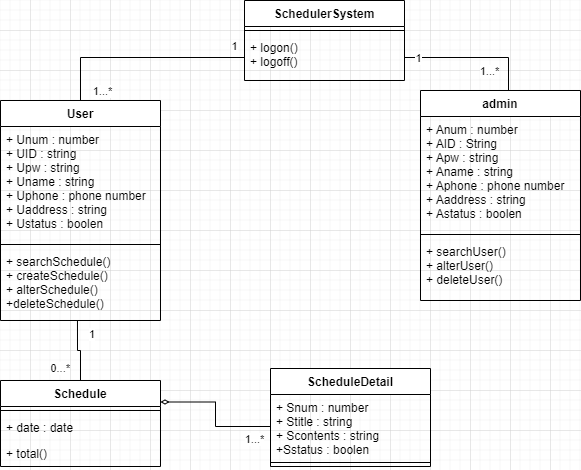 SchedulerSystem
+ logon()
+ logoff()
1
1
1...*
1...*
User
+ Unum : number
+ UID : string
+ Upw : string
+ Uname : string
+ Uphone : phone number
+ Uaddress : string
+ Ustatus : boolen
+ searchSchedule()
+ createSchedule()
+ alterSchedule()
+deleteSchedule()
admin
+ Anum : number
+ AID : String
+ Apw : string
+ Aname : string
+ Aphone : phone number
+ Aaddress : string
+ Astatus : boolen
+ searchUser()
+ alterUser()
+ deleteUser()
1
0...*
Schedule
+ date : date
+ total()
1...*
ScheduleDetail
+ Snum : number
+ Stitle : string
+ Scontents : string
+Sstatus : boolen